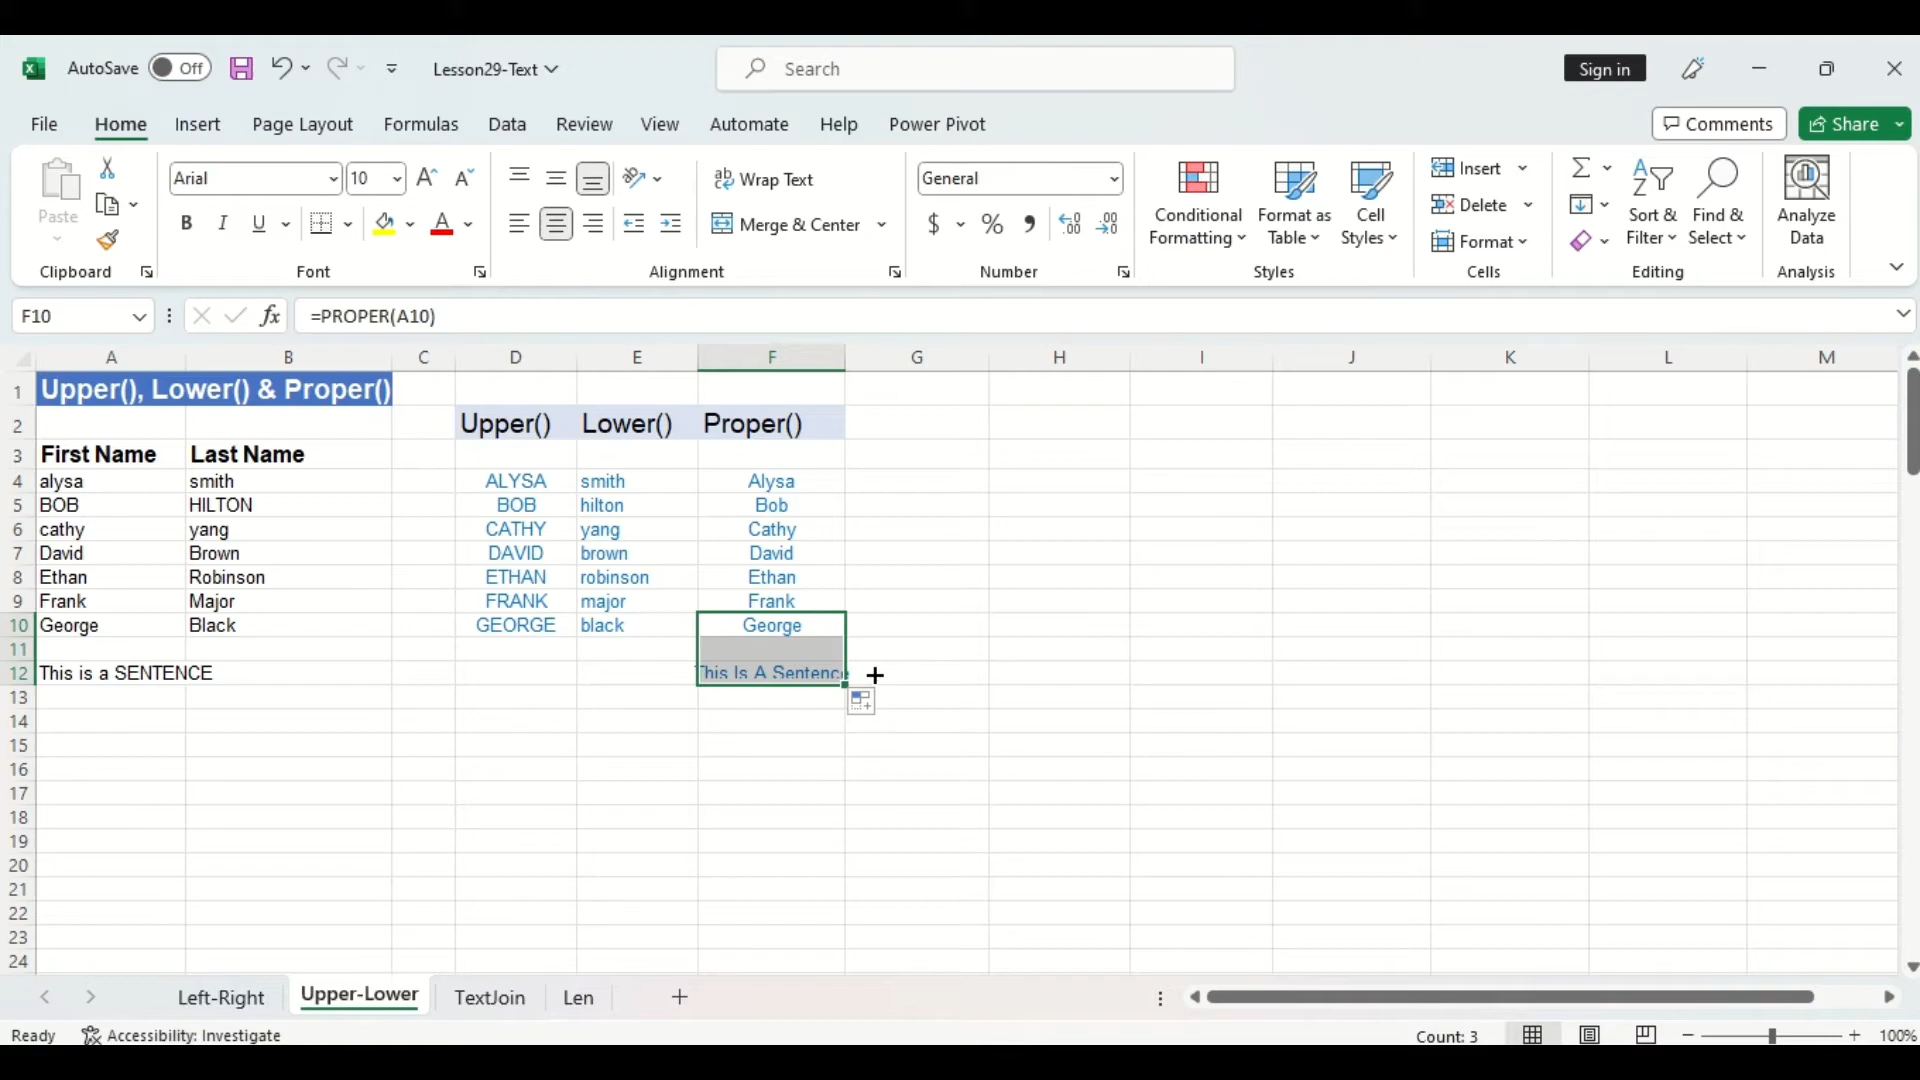 AutoSave Off Lesson29-Text Search Sign in
File Home Insert Page Layout Formulas Data Review View Automate Help Power Pivot Comments Share
Paste
Clipboard
Arial 10
B I U A
Font
ab Wrap Text
Merge & Center
Alignment
General
$ % , .00
Number
Conditional Formatting
Format as Table
Cell Styles
Styles
Insert
Delete
Format
Cells
Sort & Filter
Find & Select
Editing
Analyze Data
Analysis
F10 fx =PROPER(A10)
A B C D E F G H I J K L M
1 Upper(), Lower() & Proper()
2 Upper() Lower() Proper()
3 First Name Last Name
4 alysa smith ALYSA smith Alysa
5 BOB HILTON BOB hilton Bob
6 cathy yang CATHY yang Cathy
7 David Brown DAVID brown David
8 Ethan Robinson ETHAN robinson Ethan
9 Frank Major FRANK major Frank
10 George Black GEORGE black George
11
12 This is a SENTENCE This Is A Sentence
13
14
15
16
17
18
19
20
21
22
23
24
Left-Right Upper-Lower TextJoin Len
Ready Accessibility: Investigate Count: 3 100%